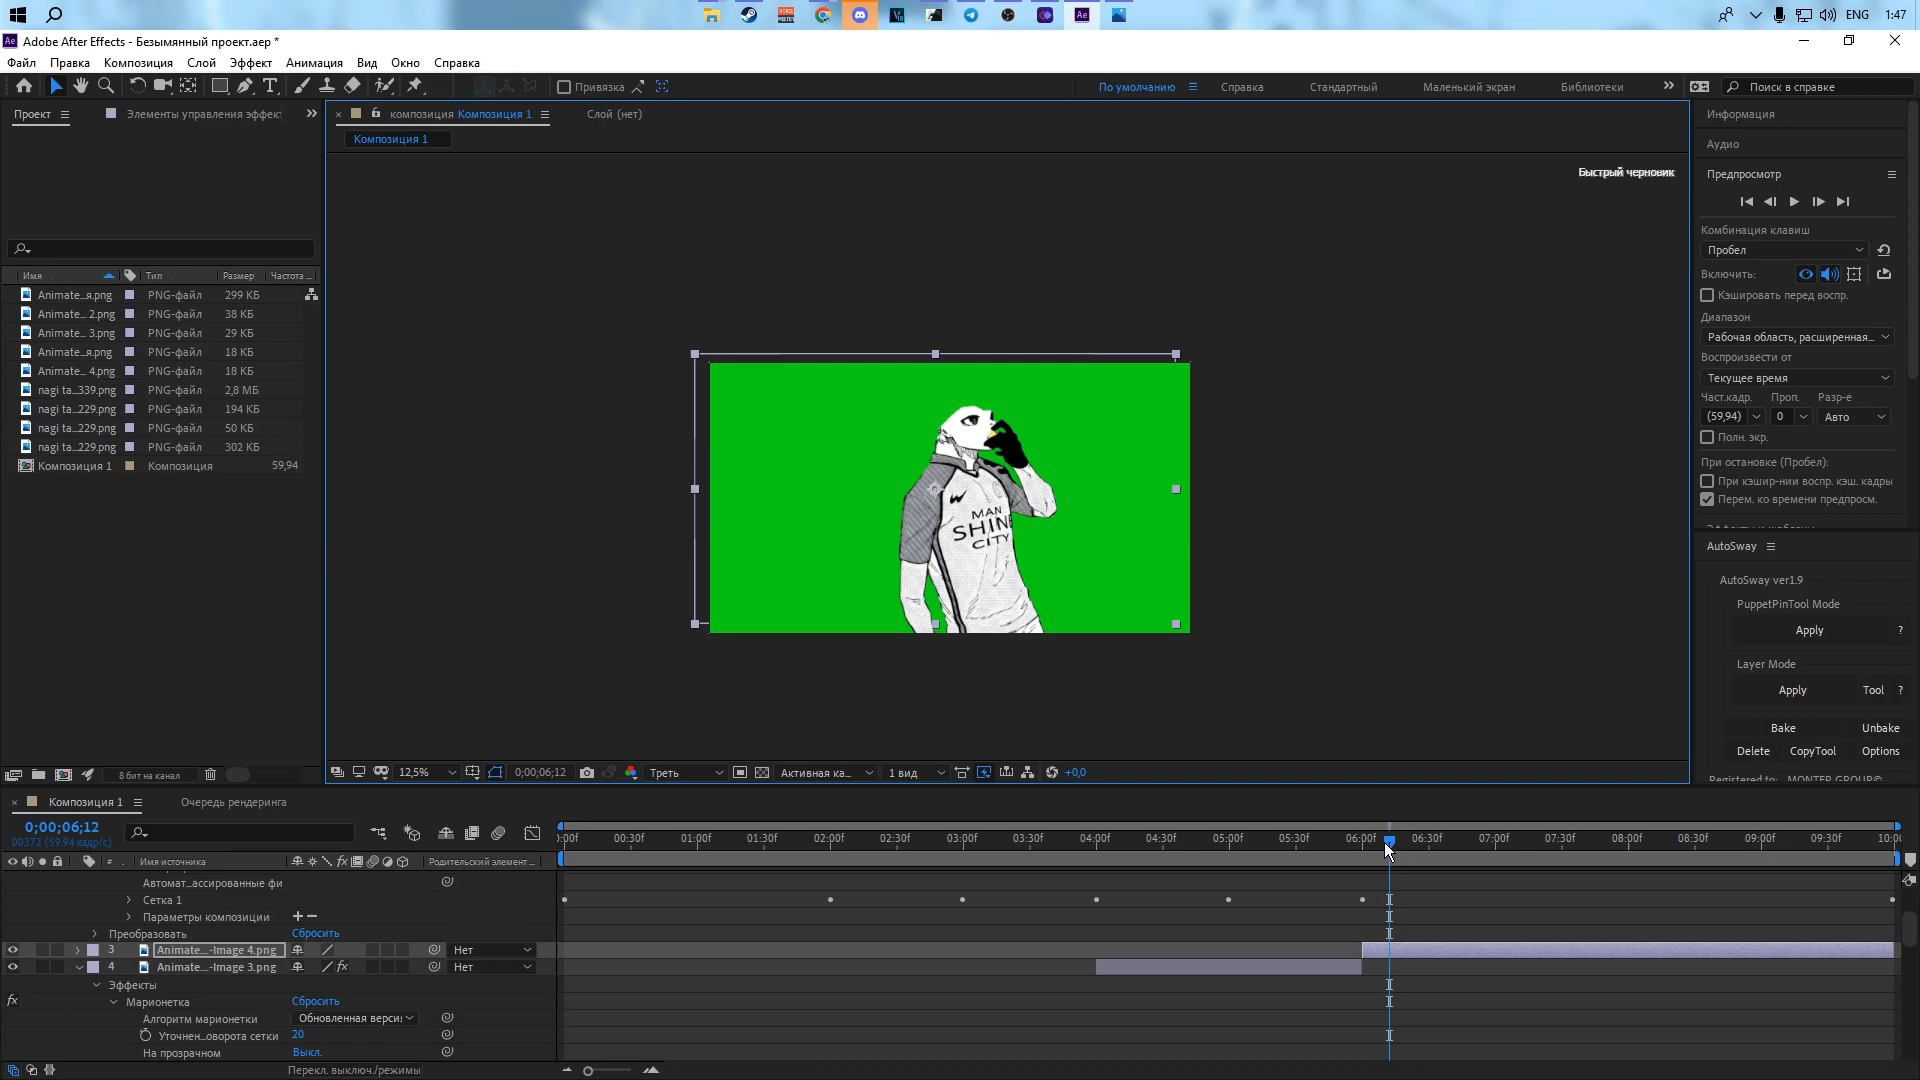 ENG
1:47
Ae
Adobe After Effects - Безымянный проект.aep *
Файл Правка Композиция Слой Эффект Анимация Вид Окно Справка
Привязка
По умолчанию
Справка
Стандартный
Маленький экран
Библиотеки
Поиск в справке
Проект
Элементы управления эффект
композиция Композиция 1
Слой (нет)
Композиция 1
Быстрый черновик
Имя Тип Размер Частота ...
Animate...я.png PNG-файл 299 КБ
Animate... 2.png PNG-файл 38 КБ
Animate... 3.png PNG-файл 29 КБ
Animate...я.png PNG-файл 18 КБ
Animate... 4.png PNG-файл 18 КБ
nagi ta...339.png PNG-файл 2,8 МБ
nagi ta...229.png PNG-файл 194 КБ
nagi ta...229.png PNG-файл 50 КБ
nagi ta...229.png PNG-файл 302 КБ
Композиция 1 Композиция 59,94
8 бит на канал
MAN
SHINE
CITY
12,5%
0;00;06;12
Треть
Активная ка...
1 вид
+0,0
Информация
Аудио
Предпросмотр
Комбинация клавиш
Пробел
Включить:
Кэшировать перед воспр.
Диапазон
Рабочая область, расширенная...
Воспроизвести от
Текущее время
Част.кадр. Проп. Разр-е
(59,94) 0 Авто
Полн. экр.
При остановке (Пробел):
При кэшир-нии воспр. кэш. кадры
Перем. ко времени предпросм.
AutoSway
AutoSway ver1.9
PuppetPinTool Mode
Apply ?
Layer Mode
Apply Tool ?
Bake Unbake
Delete CopyTool Options
Registered to: MONTER GROUP©
Композиция 1
Очередь рендеринга
0;00;06;12
00372 (59.94 кадр/с)
:00f 00:30f 01:00f 01:30f 02:00f 02:30f 03:00f 03:30f 04:00f 04:30f 05:00f 05:30f 06:00f 06:30f 07:00f 07:30f 08:00f 08:30f 09:00f 09:30f 10:00
# Имя источника fx Родительский элемент ...
Автомат...ассированные фи
Сетка 1
Параметры композиции
Преобразовать Сбросить
3 Animate...-Image 4.png Нет
4 Animate...-Image 3.png fx Нет
Эффекты
fx Марионетка Сбросить
Алгоритм марионетки Обновленная верси
Уточнен...оворота сетки 20
На прозрачном Выкл.
Перекл. выключ./режимы